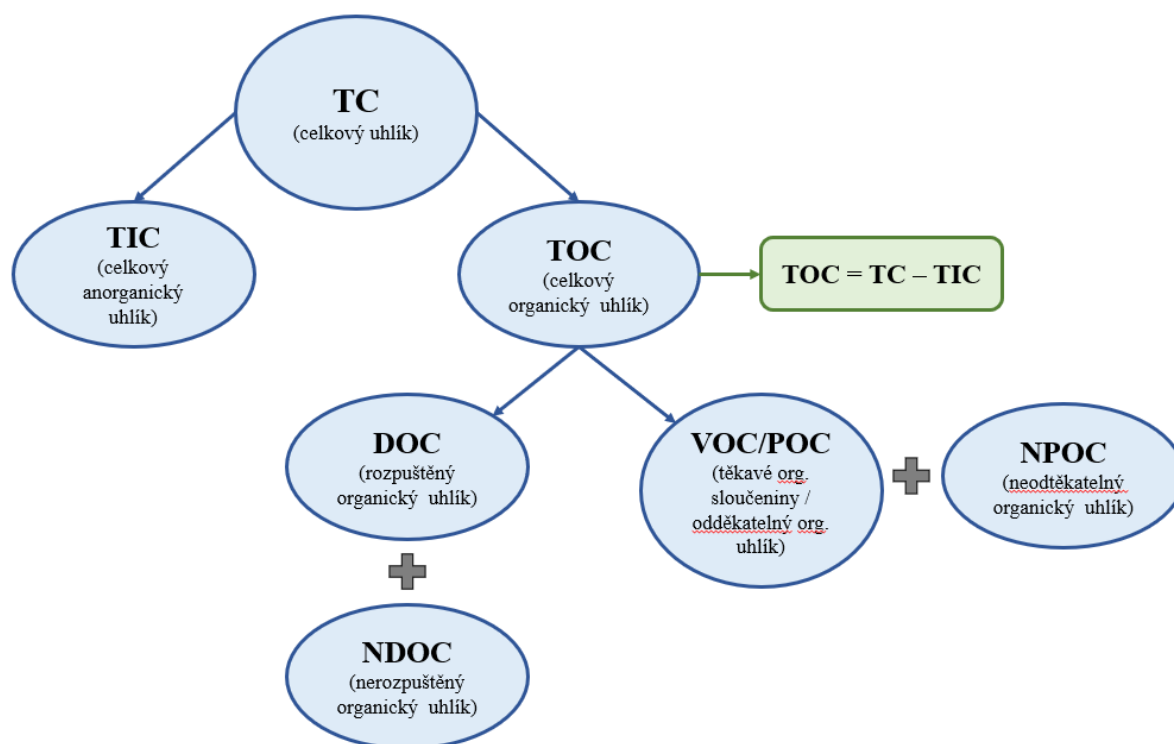 TC
(celkový uhlík)
TIC
(celkový
anorganický
uhlík)
TOC
(celkový
organický uhlík)
TOC = TC – TIC
DOC
(rozpuštěný
organický uhlík)
VOC/POC
(těkavé org.
sloučeniny /
odděkatelný org.
uhlík)
NPOC
(neodtěkatelný
organický uhlík)
NDOC
(nerozpuštěný
organický uhlík)